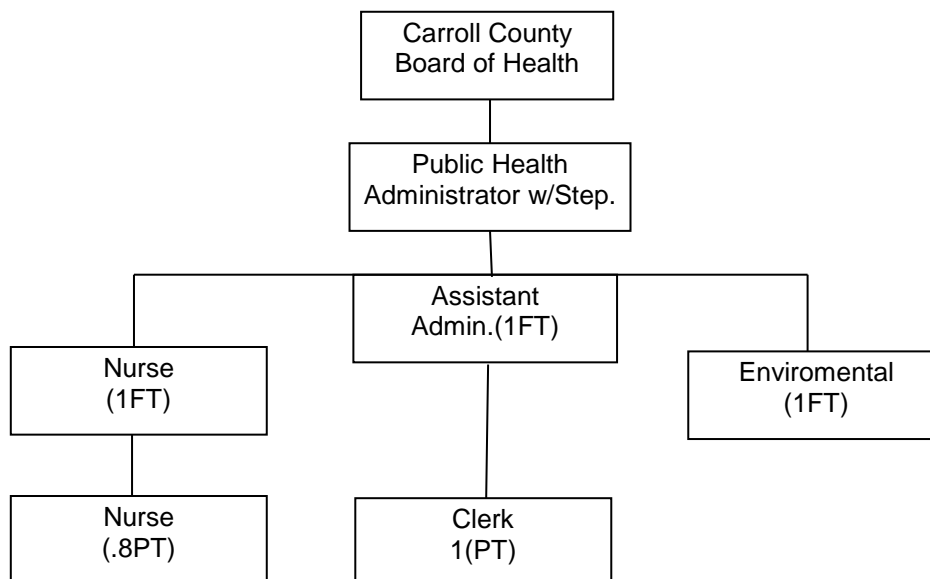 Carroll County
Board of Health
Public Health
Administrator w/Step.
Assistant
Admin.(1FT)
Nurse
(1FT)
Enviromental
(1FT)
Nurse
(.8PT)
Clerk
1(PT)